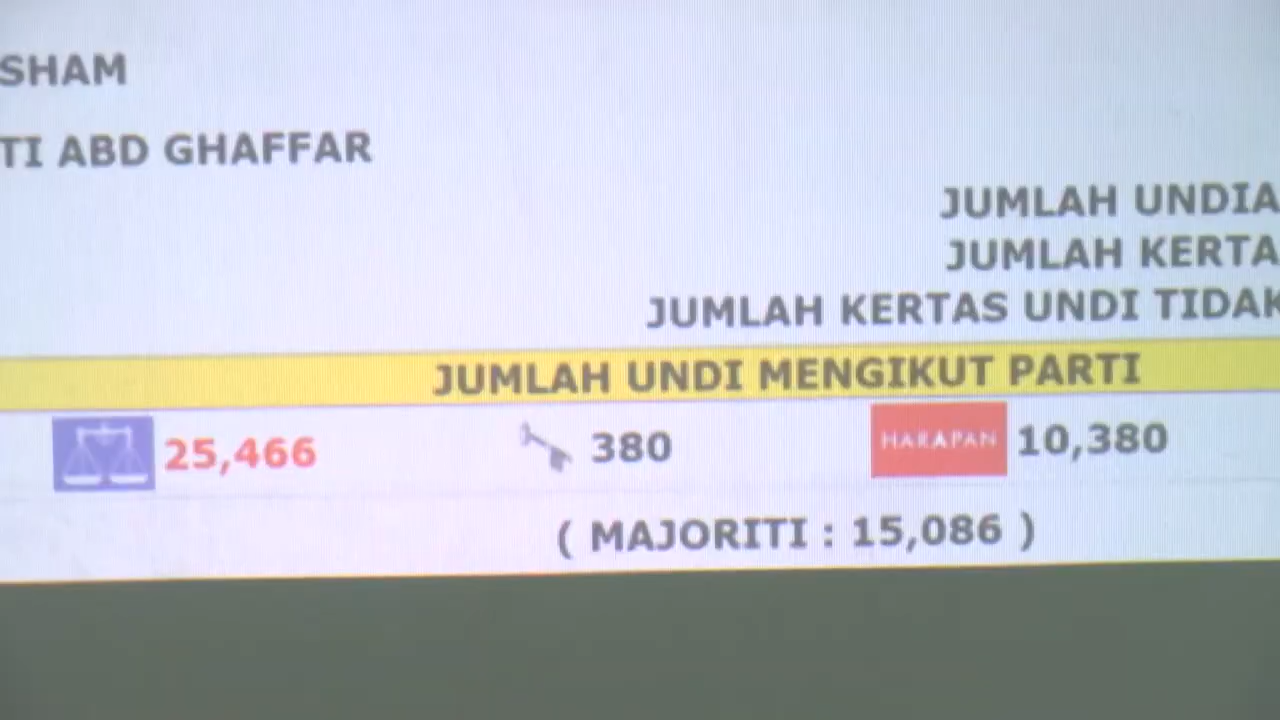 SHAM
TI ABD GHAFFAR
JUMLAH UNDIA
JUMLAH KERTA
JUMLAH KERTAS UNDI TIDAK
JUMLAH UNDI MENGIKUT PARTI
25,466 380 HARAPAN 10,380
( MAJORITI : 15,086 )